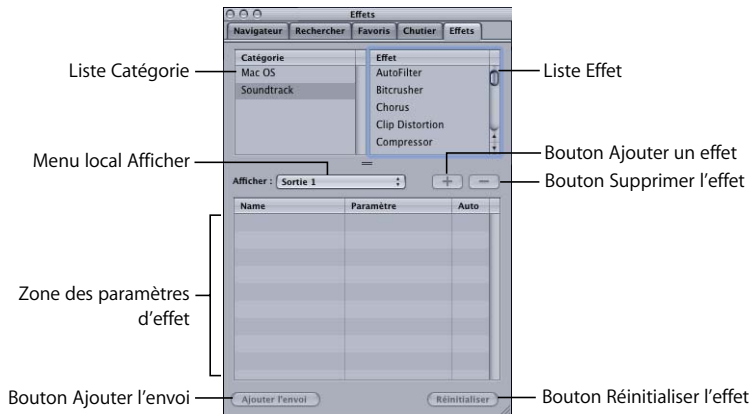 Effets
Navigateur Rechercher Favoris Chutier Effets
Catégorie Effet
Liste Catégorie Mac OS AutoFilter Liste Effet
Soundtrack Bitcrusher
Chorus
Clip Distortion
Compressor
Menu local Afficher Bouton Ajouter un effet
Afficher : Sortie 1 + − Bouton Supprimer l’effet
Name Paramètre Auto
Zone des paramètres
d’effet
Bouton Ajouter l’envoi Ajouter l'envoi Réinitialiser Bouton Réinitialiser l’effet